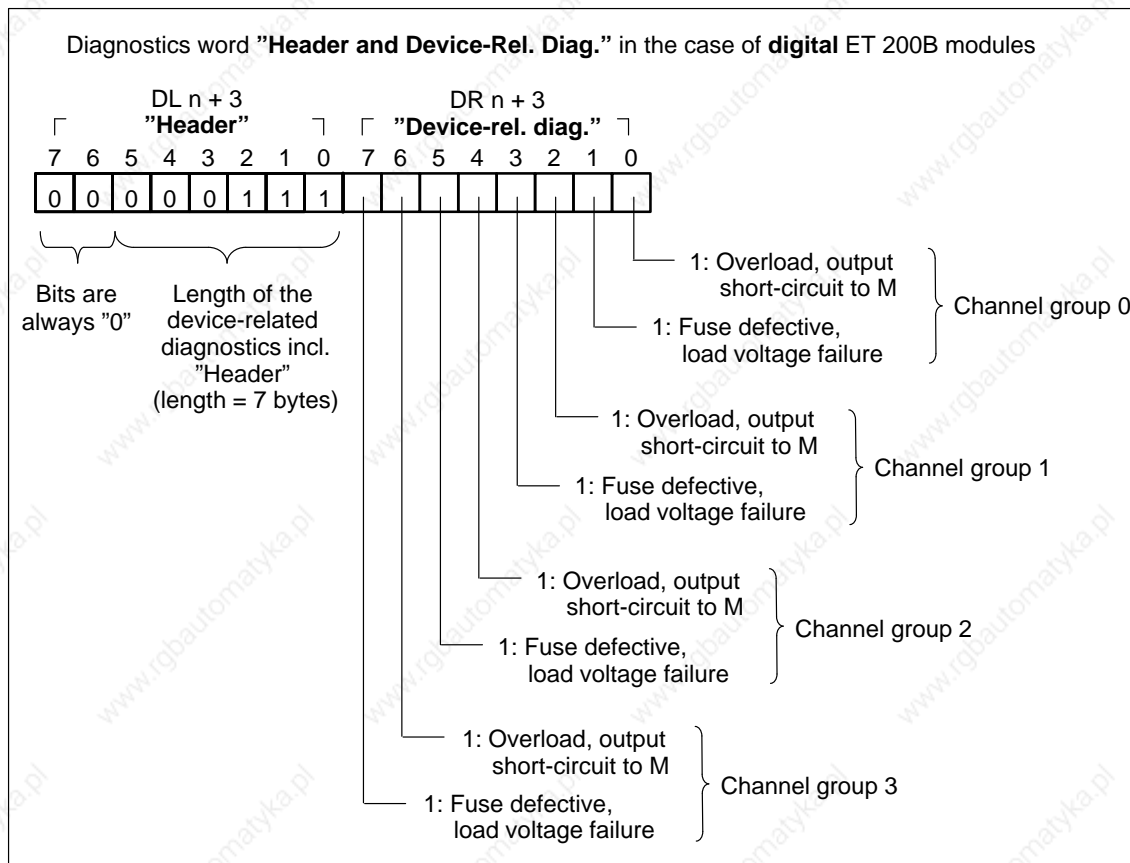 Diagnostics word ”Header and Device-Rel. Diag.” in the case of digital ET 200B modules
DL n + 3
”Header”
DR n + 3
”Device-rel. diag.”
7 6 5 4 3 2 1 0 7 6 5 4 3 2 1 0
0 0 0 0 0 1 1 1
Bits are
always ”0”
Length of the
device-related
diagnostics incl.
”Header”
(length = 7 bytes)
1: Overload, output
short-circuit to M
1: Fuse defective,
load voltage failure
Channel group 0
1: Overload, output
short-circuit to M
1: Fuse defective,
load voltage failure
Channel group 1
1: Overload, output
short-circuit to M
1: Fuse defective,
load voltage failure
Channel group 2
1: Overload, output
short-circuit to M
1: Fuse defective,
load voltage failure
Channel group 3
www.rgbautomatyka.pl